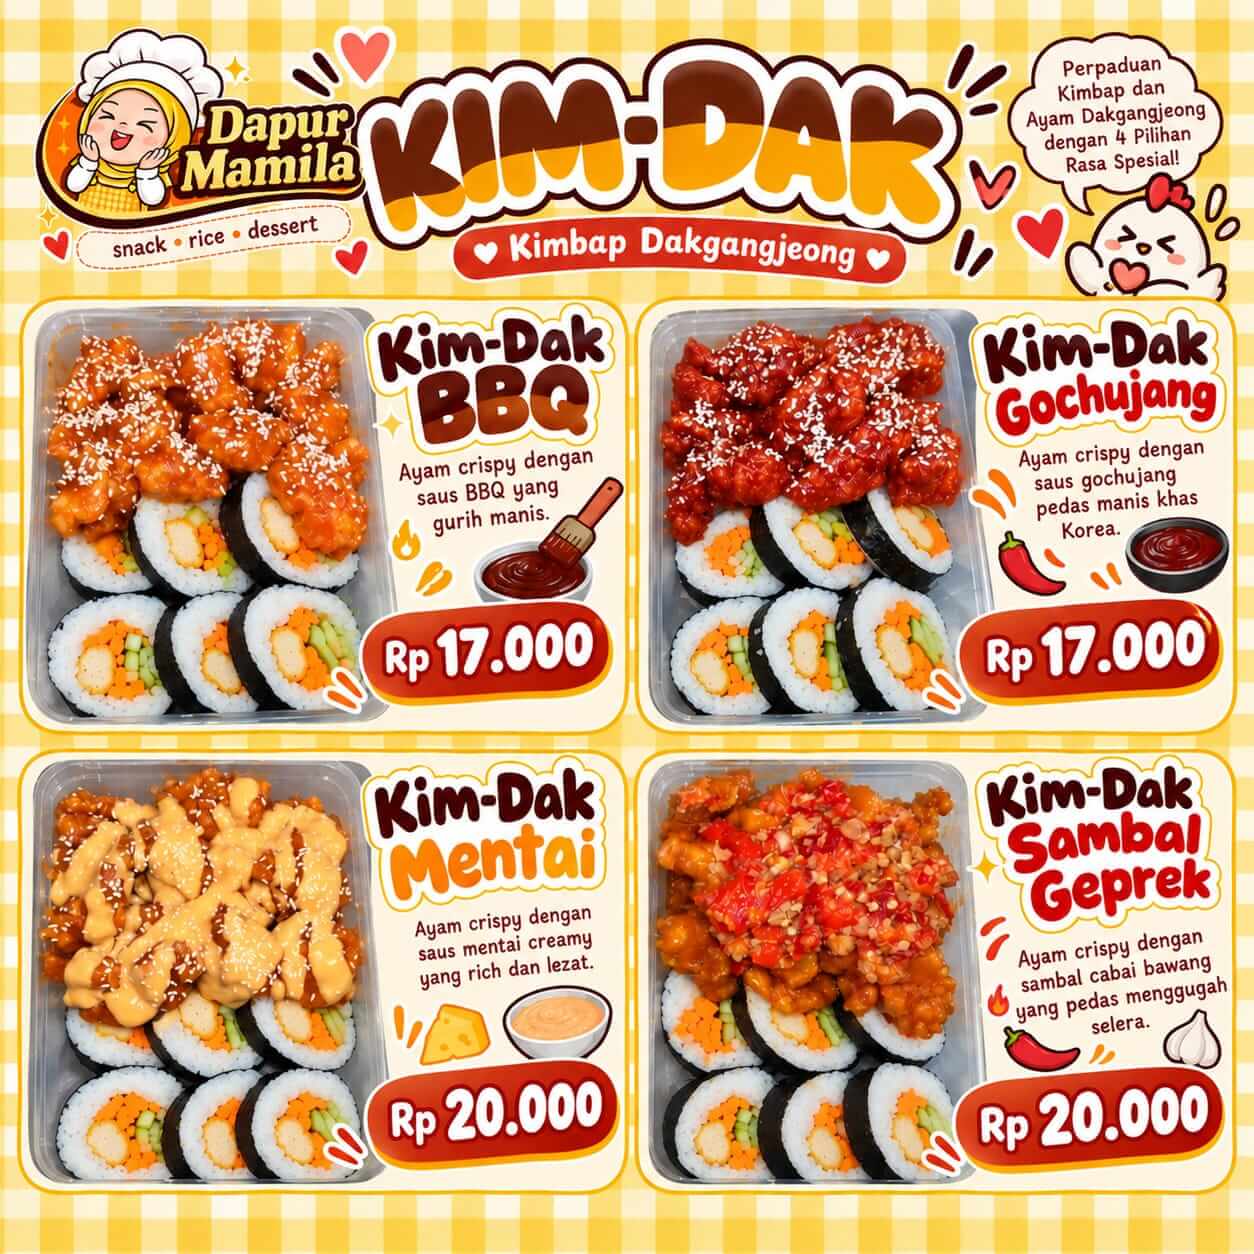 Dapur
Mamila
snack • rice • dessert
KIM-DAK
Kimbap Dakgangjeong
Perpaduan
Kimbap dan
Ayam Dakgangjeong
dengan 4 Pilihan
Rasa Spesial!
Kim-Dak
BBQ
Ayam crispy dengan
saus BBQ yang
gurih manis.
Rp 17.000
Kim-Dak
Gochujang
Ayam crispy dengan
saus gochujang
pedas manis khas
Korea.
Rp 17.000
Kim-Dak
Mentai
Ayam crispy dengan
saus mentai creamy
yang rich dan lezat.
Rp 20.000
Kim-Dak
Sambal
Geprek
Ayam crispy dengan
sambal cabai bawang
yang pedas menggugah
selera.
Rp 20.000